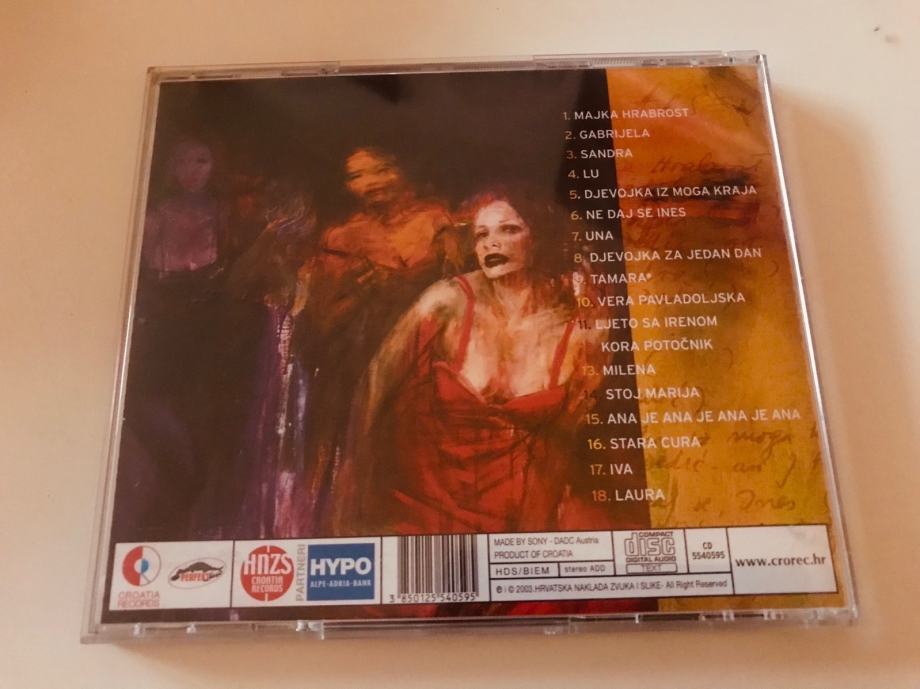 1. MAJKA HRABROST
2. GABRIJELA
3. SANDRA
4. LU
5. DJEVOJKA IZ MOGA KRAJA
6. NE DAJ SE INES
7. UNA
8. DJEVOJKA ZA JEDAN DAN
9. TAMARA*
10. VERA PAVLADOLJSKA
11. LJETO SA IRENOM
KORA POTOČNIK
13. MILENA
14. STOJ MARIJA
15. ANA JE ANA JE ANA JE ANA
16. STARA CURA
17. IVA
18. LAURA
CROATIA
RECORDS
HNZS
CROATIA
RECORDS
PARTNERI
HYPO
ALPE-ADRIA-BANK
3 850125 540595
MADE BY SONY - DADC Austria
PRODUCT OF CROATIA
HDS/BIEM
stereo ADD
COMPACT
disc
DIGITAL AUDIO
TEXT
CD
5540595
www.crorec.hr
℗ i © 2003. HRVATSKA NAKLADA ZVUKA I SLIKE- All Right Reserved